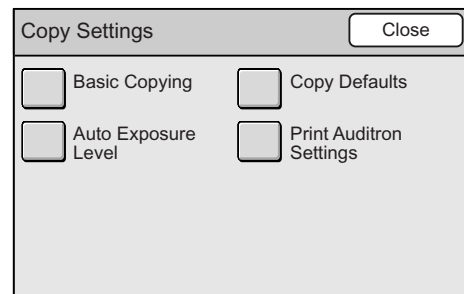 Copy Settings
Close
Basic Copying
Copy Defaults
Auto Exposure
Level
Print Auditron
Settings